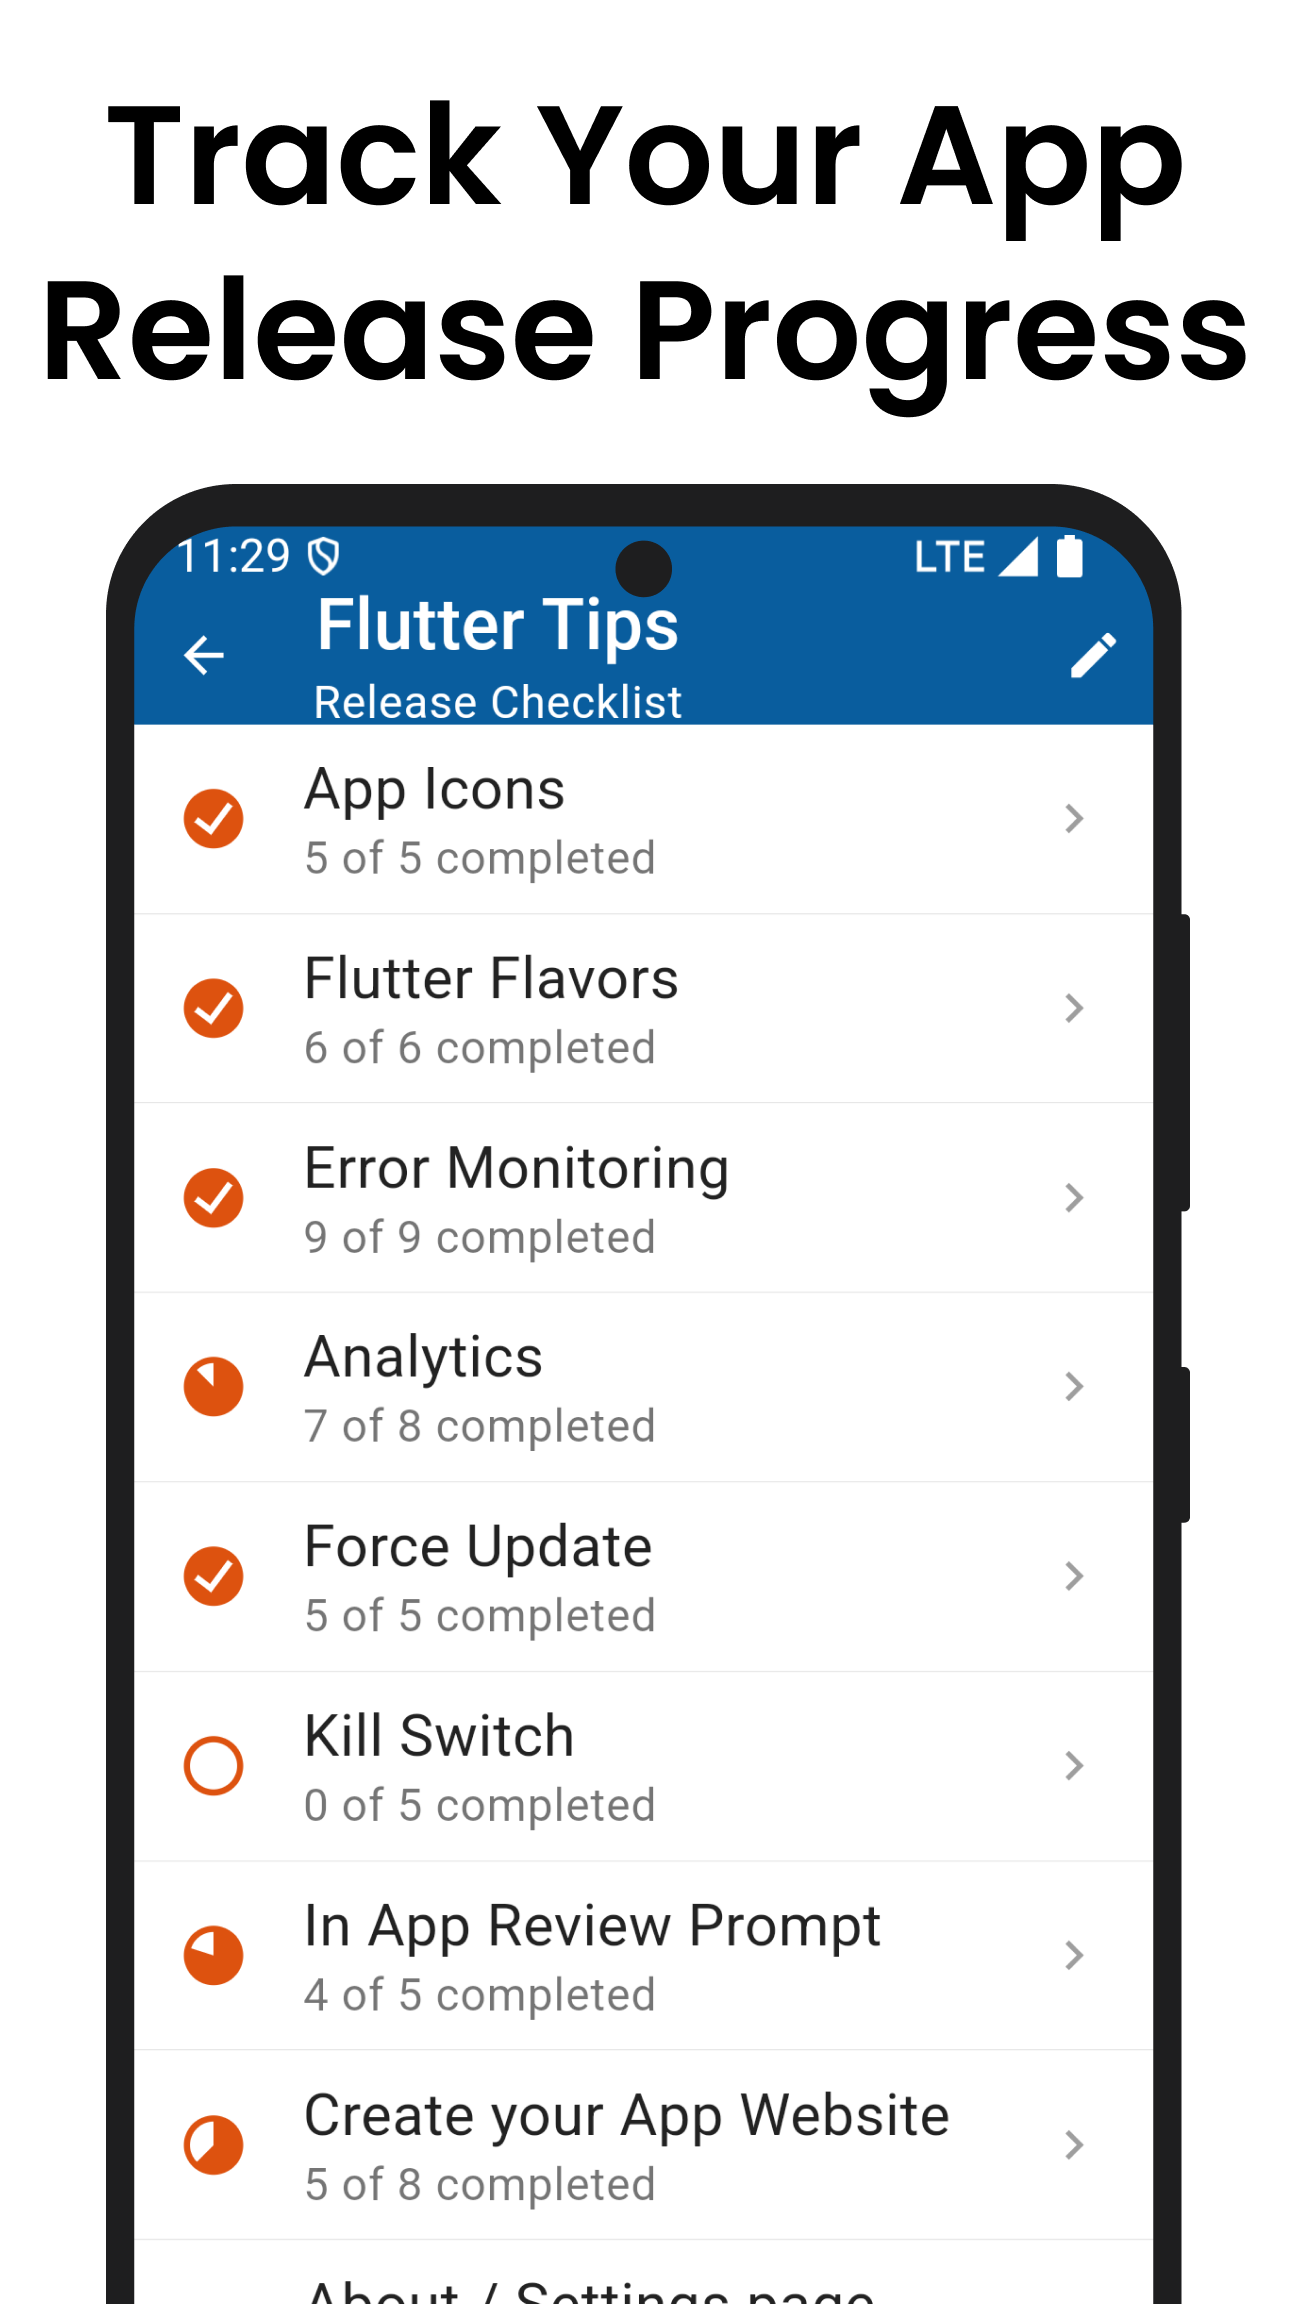 Track Your App
Release Progress
11:29 LTE
Flutter Tips
Release Checklist
App Icons
5 of 5 completed
Flutter Flavors
6 of 6 completed
Error Monitoring
9 of 9 completed
Analytics
7 of 8 completed
Force Update
5 of 5 completed
Kill Switch
0 of 5 completed
In App Review Prompt
4 of 5 completed
Create your App Website
5 of 8 completed
About / Settings page